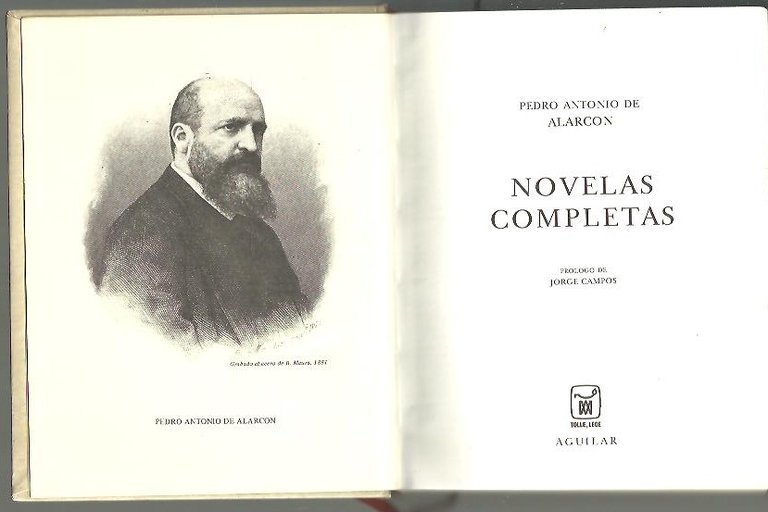 Grabado al acero de B. Maura, 1881
PEDRO ANTONIO DE ALARCON
PEDRO ANTONIO DE
ALARCON
NOVELAS
COMPLETAS
PROLOGO DE
JORGE CAMPOS
TOLLE, LEGE
AGUILAR